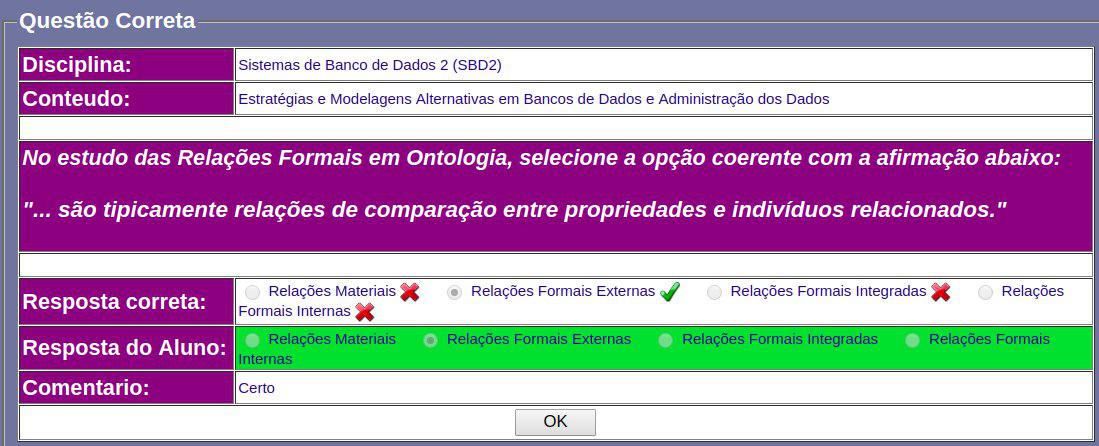 Questão Correta
Disciplina:
Sistemas de Banco de Dados 2 (SBD2)
Conteudo:
Estratégias e Modelagens Alternativas em Bancos de Dados e Administração dos Dados
No estudo das Relações Formais em Ontologia, selecione a opção coerente com a afirmação abaixo:
"... são tipicamente relações de comparação entre propriedades e indivíduos relacionados."
Resposta correta:
Relações Materiais Relações Formais Externas Relações Formais Integradas Relações
Formais Internas
Resposta do Aluno:
Relações Materiais Relações Formais Externas Relações Formais Integradas Relações Formais
Internas
Comentario:
Certo
OK